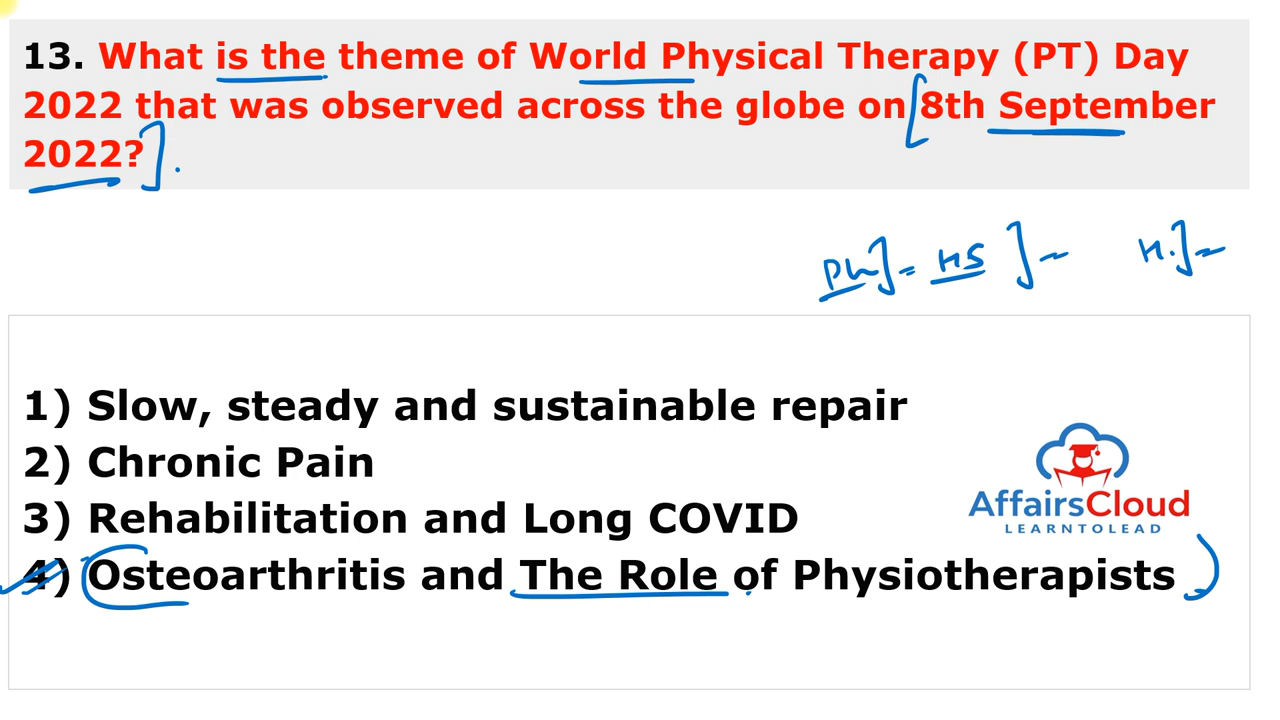 13. What is the theme of World Physical Therapy (PT) Day
2022 that was observed across the globe on 8th September
2022?
1) Slow, steady and sustainable repair
2) Chronic Pain
3) Rehabilitation and Long COVID
4) Osteoarthritis and The Role of Physiotherapists
AffairsCloud
LEARNTOLEAD